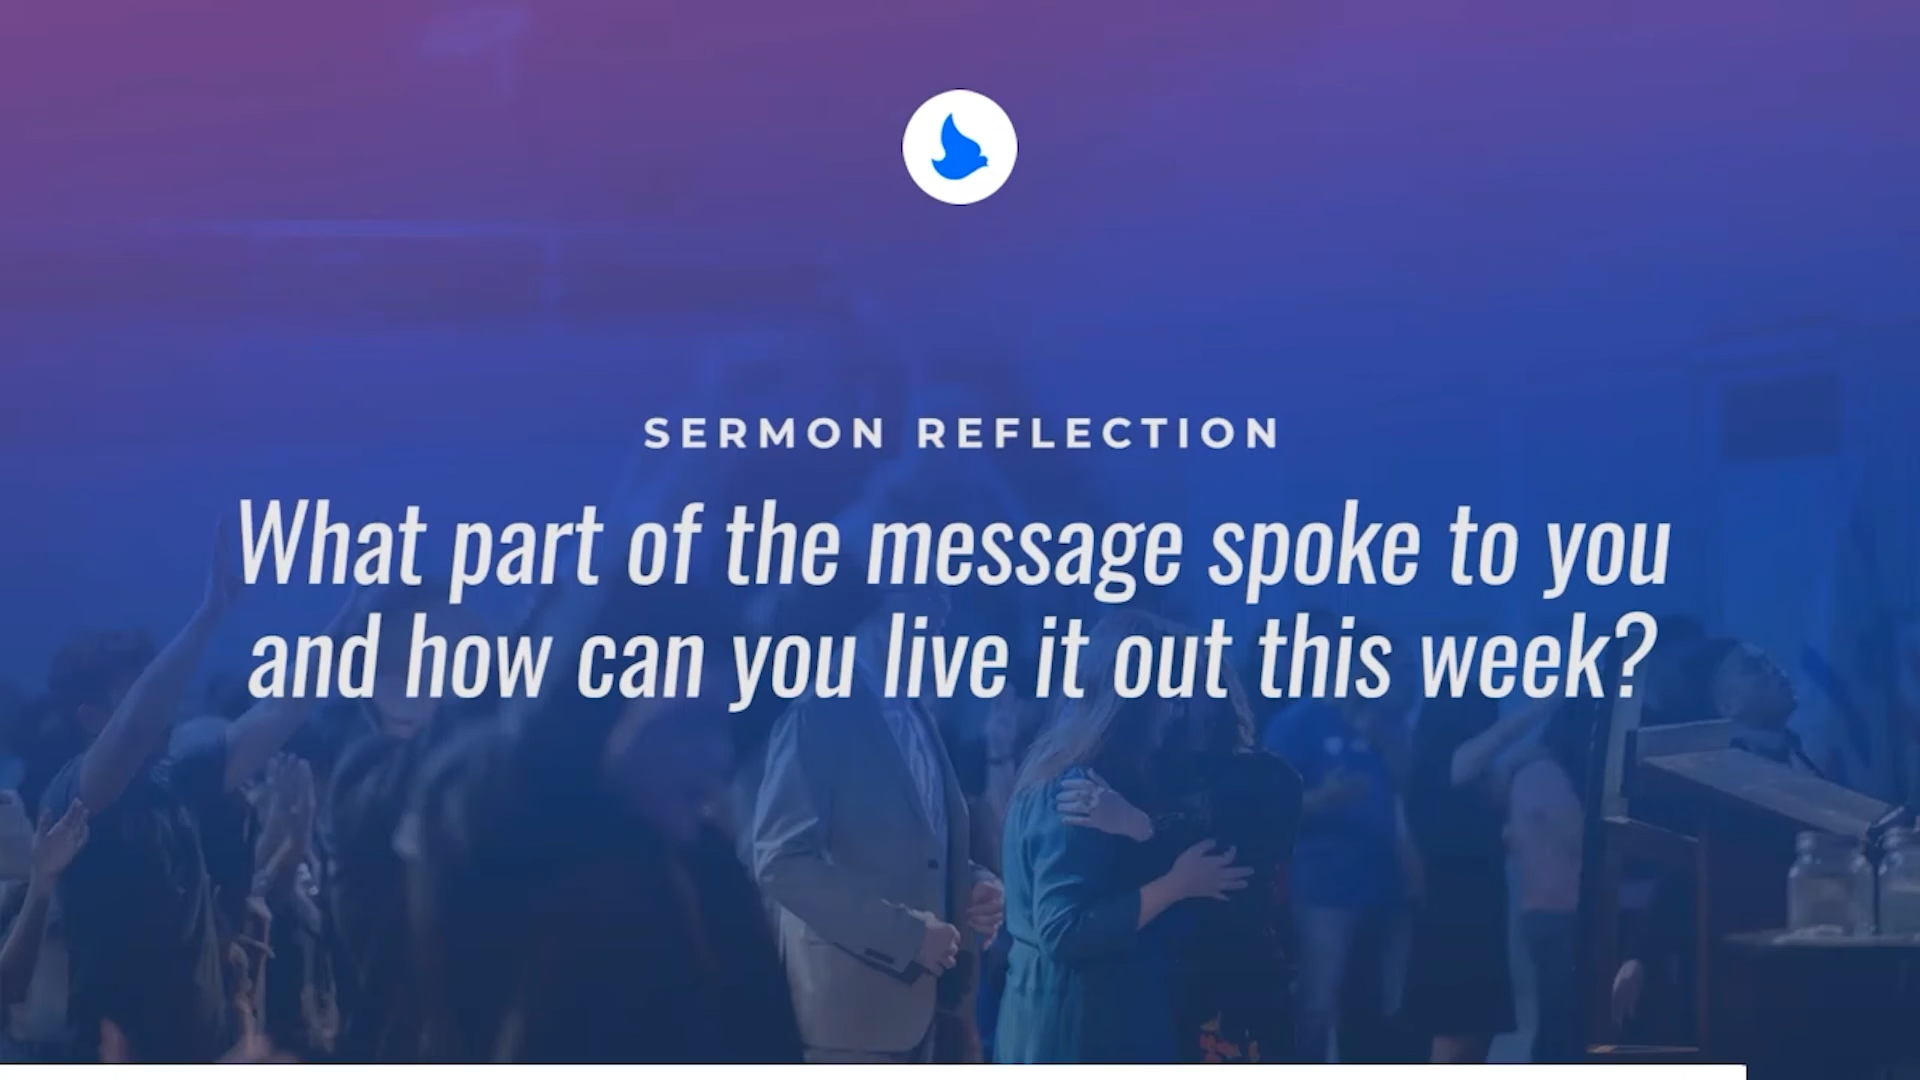 SERMON REFLECTION
What part of the message spoke to you
and how can you live it out this week?